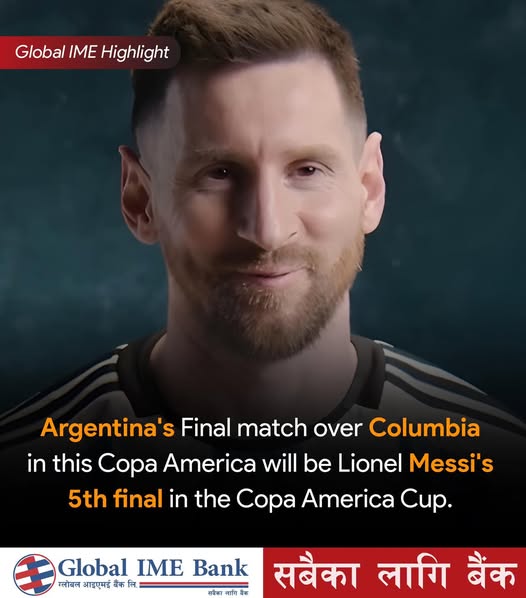 Global IME Highlight
Argentina's Final match over Columbia
in this Copa America will be Lionel Messi's
5th final in the Copa America Cup.
Global IME Bank
ग्लोबल आइएमई बैंक लि.
सबैका लागि बैंक
सबैका लागि बैंक